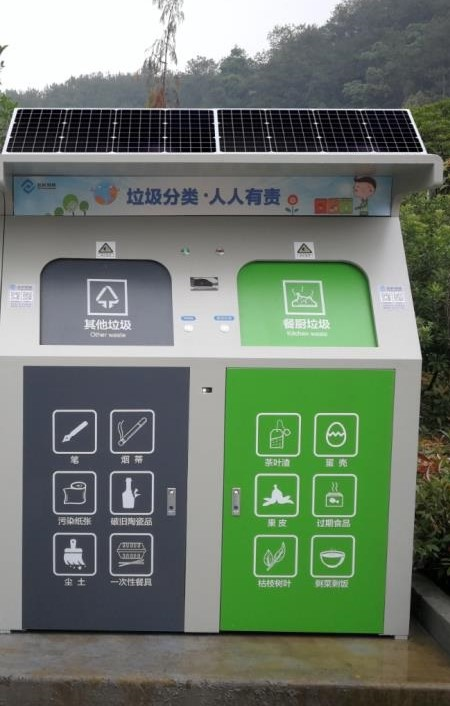 垃圾分类·人人有责
其他垃圾
Other waste
餐厨垃圾
Kitchen waste
笔 烟蒂
污染纸张 破旧陶瓷品
尘土 一次性餐具
茶叶渣 蛋壳
果皮 过期食品
枯枝树叶 剩菜剩饭